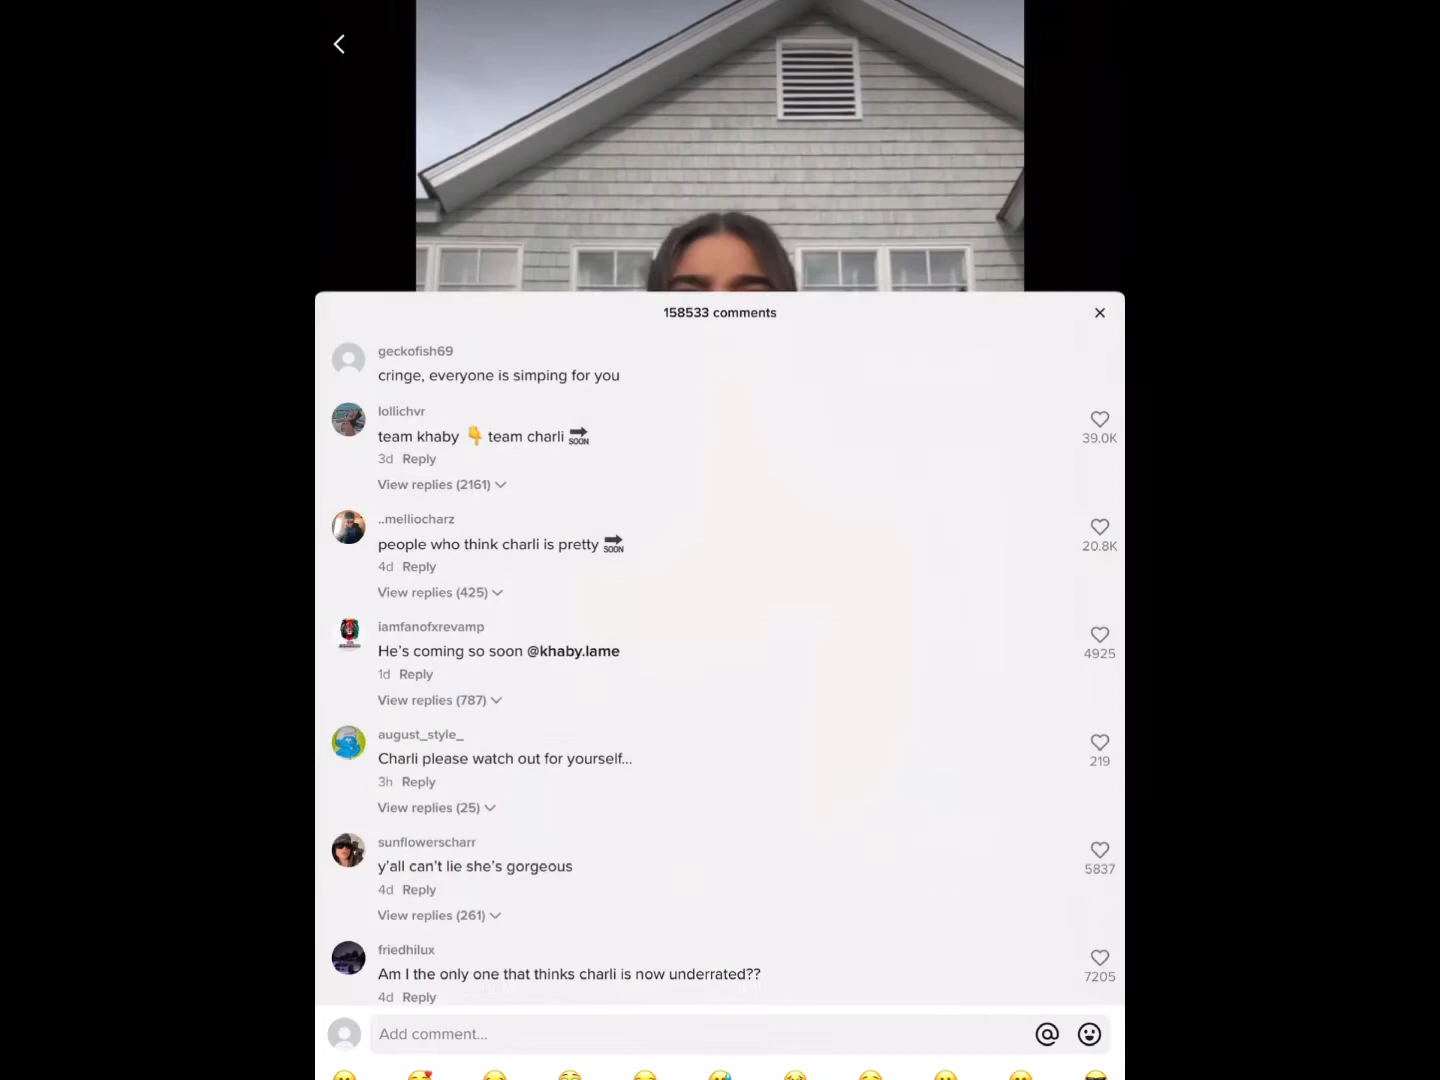 158533 comments
geckofish69
cringe, everyone is simping for you
lollichvr
team khaby 👇 team charli 🔜
39.0K
3d Reply
View replies (2161)
..melliocharz
people who think charli is pretty 🔜
20.8K
4d Reply
View replies (425)
iamfanofxrevamp
He's coming so soon @khaby.lame
4925
1d Reply
View replies (787)
august_style_
Charli please watch out for yourself...
219
3h Reply
View replies (25)
sunflowerscharr
y'all can't lie she's gorgeous
5837
4d Reply
View replies (261)
friedhilux
Am I the only one that thinks charli is now underrated??
7205
4d Reply
Add comment...